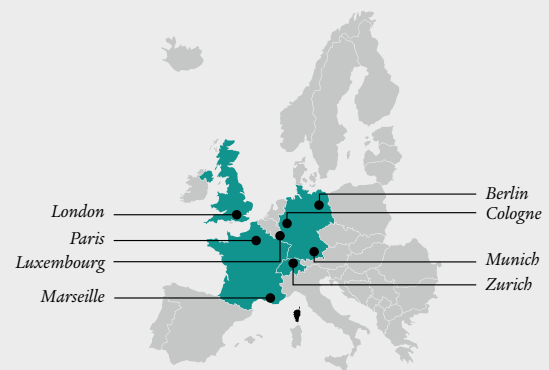 London
Paris
Luxembourg
Marseille
Berlin
Cologne
Munich
Zurich